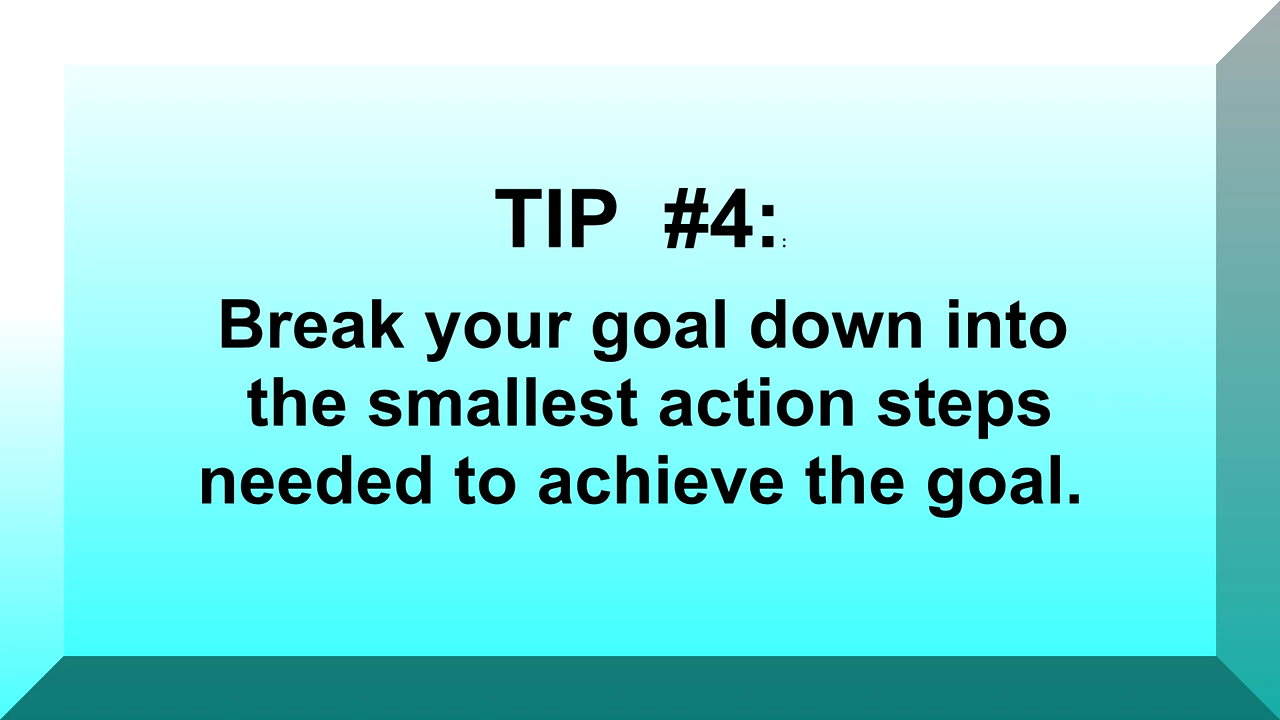 TIP  #4::
Break your goal down into
the smallest action steps
needed to achieve the goal.